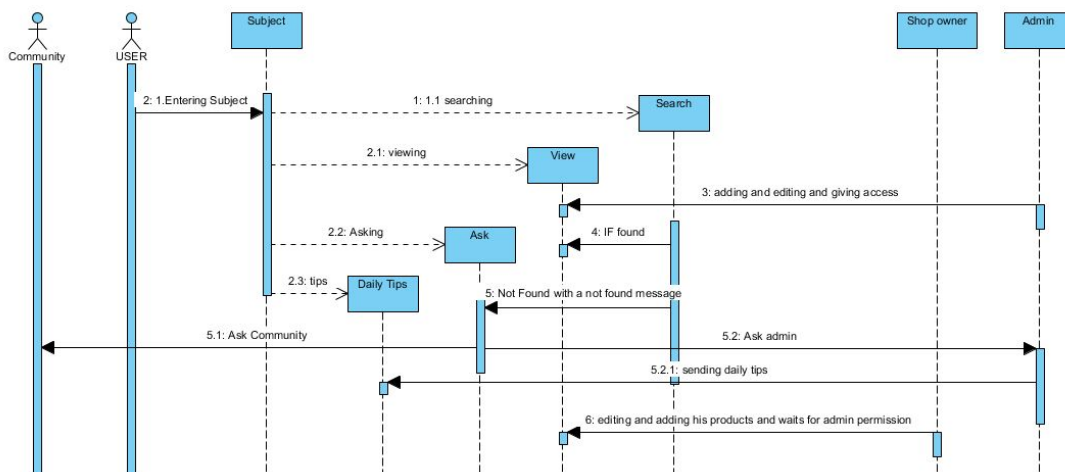 Subject
Shop owner
Admin
Community
USER
2: 1.Entering Subject
1: 1.1 searching
Search
2.1: viewing
View
3: adding and editing and giving access
2.2: Asking
Ask
4: IF found
2.3: tips
Daily Tips
5: Not Found with a not found message
5.1: Ask Community
5.2: Ask admin
5.2.1: sending daily tips
6: editing and adding his products and waits for admin permission